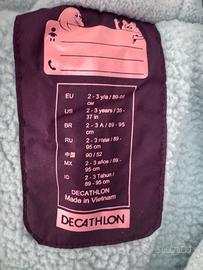 EU 2 - 3 y/a / 89-95 см
US 2 - 3 years / 35 - 37 in
BR 2 - 3 A / 89 - 95 cm
RU 2 - 3 года / 89 - 95 cm
中国 90 / 52
MX 2 - 3 años / 89 - 95 cm
ID 2 - 3 Tahun / 89 - 95 cm
DECATHLON
Made in Vietnam
DECATHLON